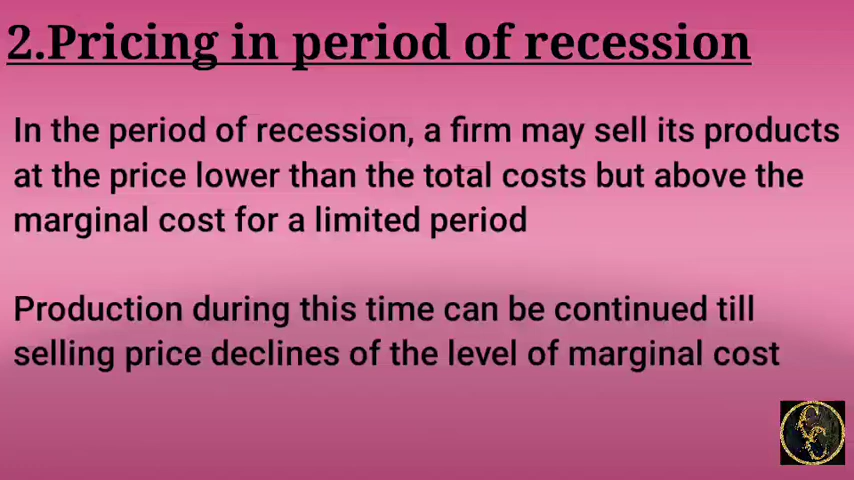 2.Pricing in period of recession
In the period of recession, a firm may sell its products
at the price lower than the total costs but above the
marginal cost for a limited period
Production during this time can be continued till
selling price declines of the level of marginal cost